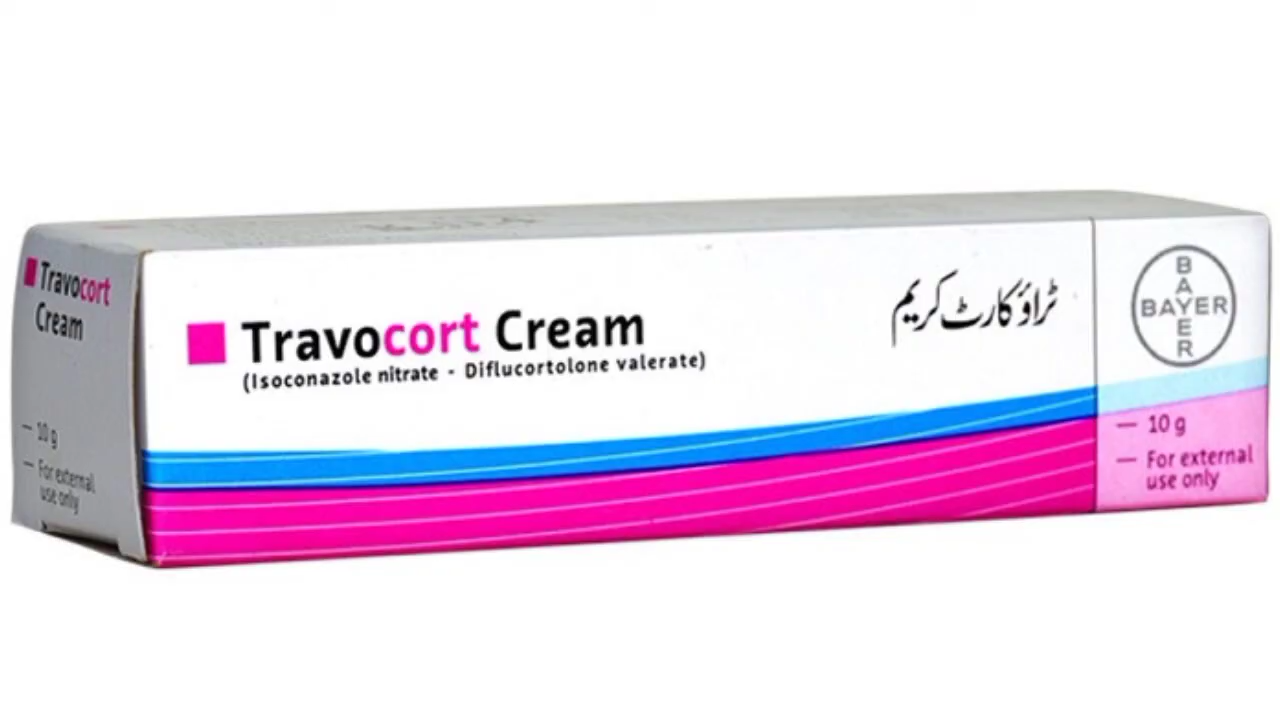 Travocort
Cream
— 10 g
— For external
use only
Travocort Cream
(Isoconazole nitrate - Diflucortolone valerate)
ٹراؤکارٹ کریم
BAYER
BAYER
— 10 g
— For external
use only